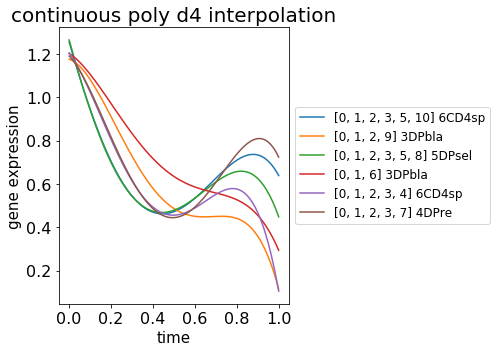 continuous poly d4 interpolation
gene expression
1.2
1.0
0.8
0.6
0.4
0.2
0.0 0.2 0.4 0.6 0.8 1.0
time
[0, 1, 2, 3, 5, 10] 6CD4sp
[0, 1, 2, 9] 3DPbla
[0, 1, 2, 3, 5, 8] 5DPsel
[0, 1, 6] 3DPbla
[0, 1, 2, 3, 4] 6CD4sp
[0, 1, 2, 3, 7] 4DPre